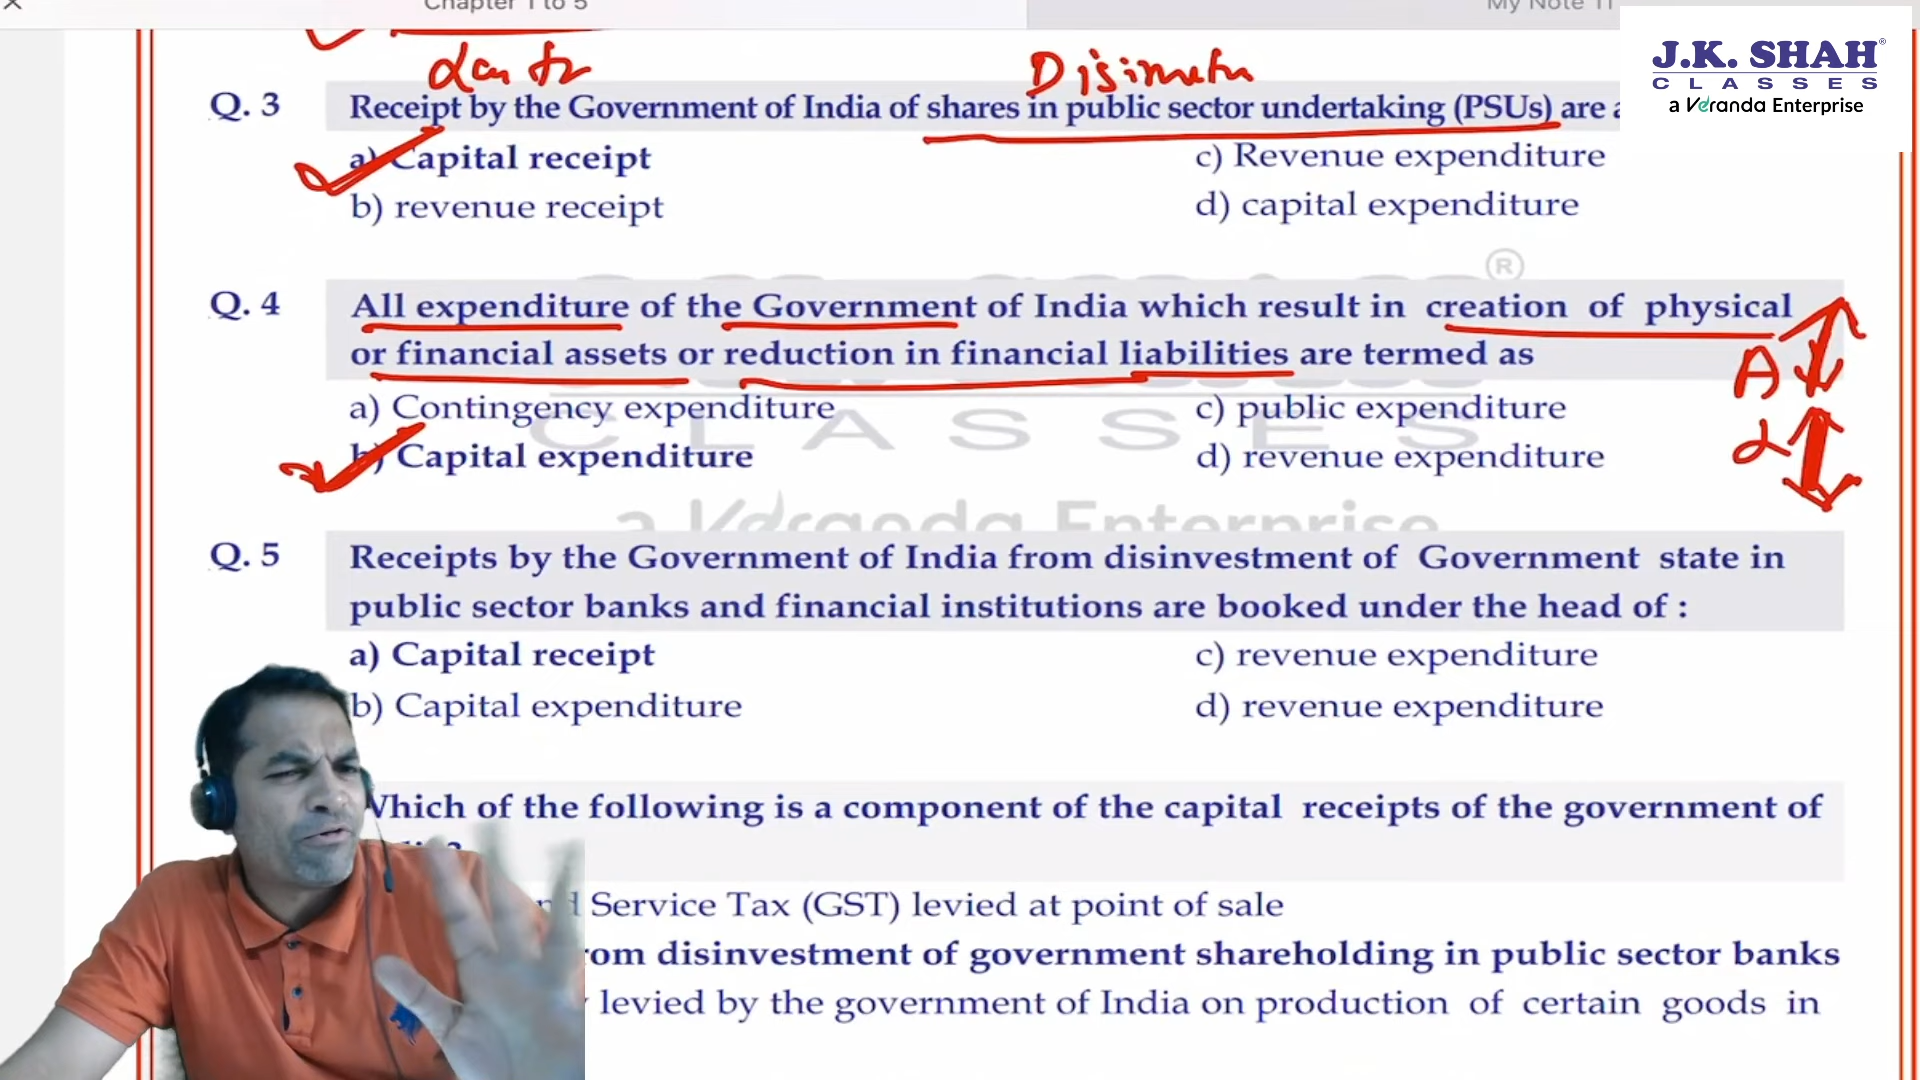 Chapter 1 to 5
My Note 11
J.K. SHAH®
CLASSES
a Veranda Enterprise
Q. 3 Receipt by the Government of India of shares in public sector undertaking (PSUs) are
a) Capital receipt c) Revenue expenditure
b) revenue receipt d) capital expenditure
Q. 4 All expenditure of the Government of India which result in creation of physical
or financial assets or reduction in financial liabilities are termed as
A
a) Contingency expenditure c) public expenditure
b) Capital expenditure d) revenue expenditure
®
CLASSES
a Veranda Enterprise
Q. 5 Receipts by the Government of India from disinvestment of Government state in
public sector banks and financial institutions are booked under the head of :
a) Capital receipt c) revenue expenditure
b) Capital expenditure d) revenue expenditure
Which of the following is a component of the capital receipts of the government of
Service Tax (GST) levied at point of sale
from disinvestment of government shareholding in public sector banks
levied by the government of India on production of certain goods in